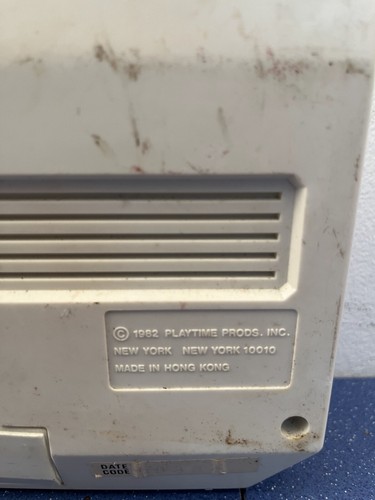 © 1982 PLAYTIME PRODS. INC.
NEW YORK NEW YORK 10010
MADE IN HONG KONG
DATE
CODE